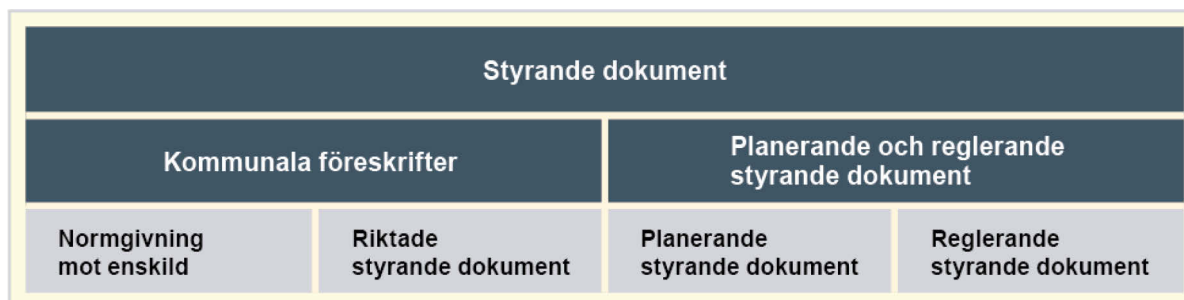 Styrande dokument
Kommunala föreskrifter
Planerande och reglerande
styrande dokument
Normgivning
mot enskild
Riktade
styrande dokument
Planerande
styrande dokument
Reglerande
styrande dokument